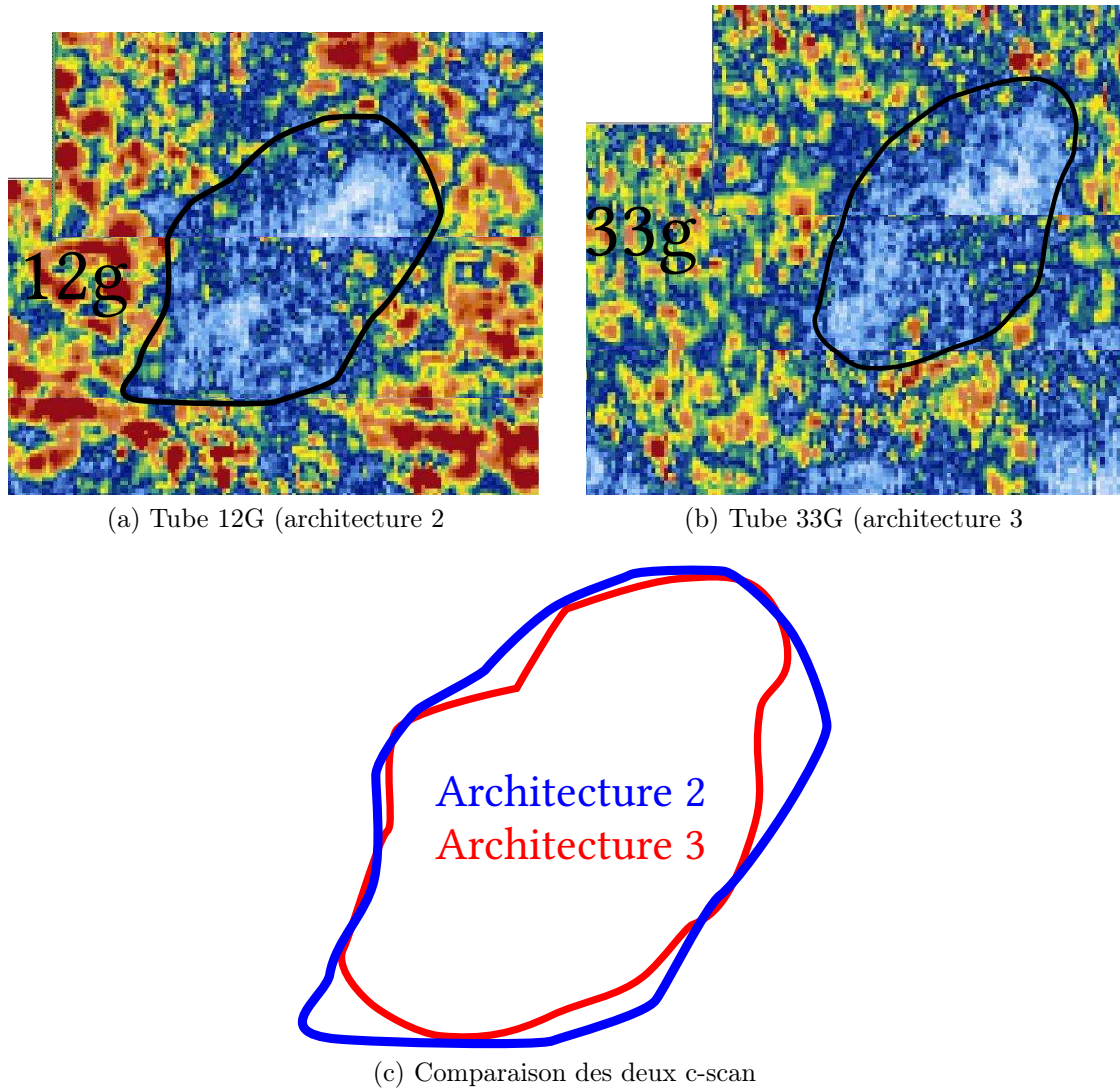 12g
33g
(a) Tube 12G (architecture 2
(b) Tube 33G (architecture 3
Architecture 2
Architecture 3
(c) Comparaison des deux c-scan